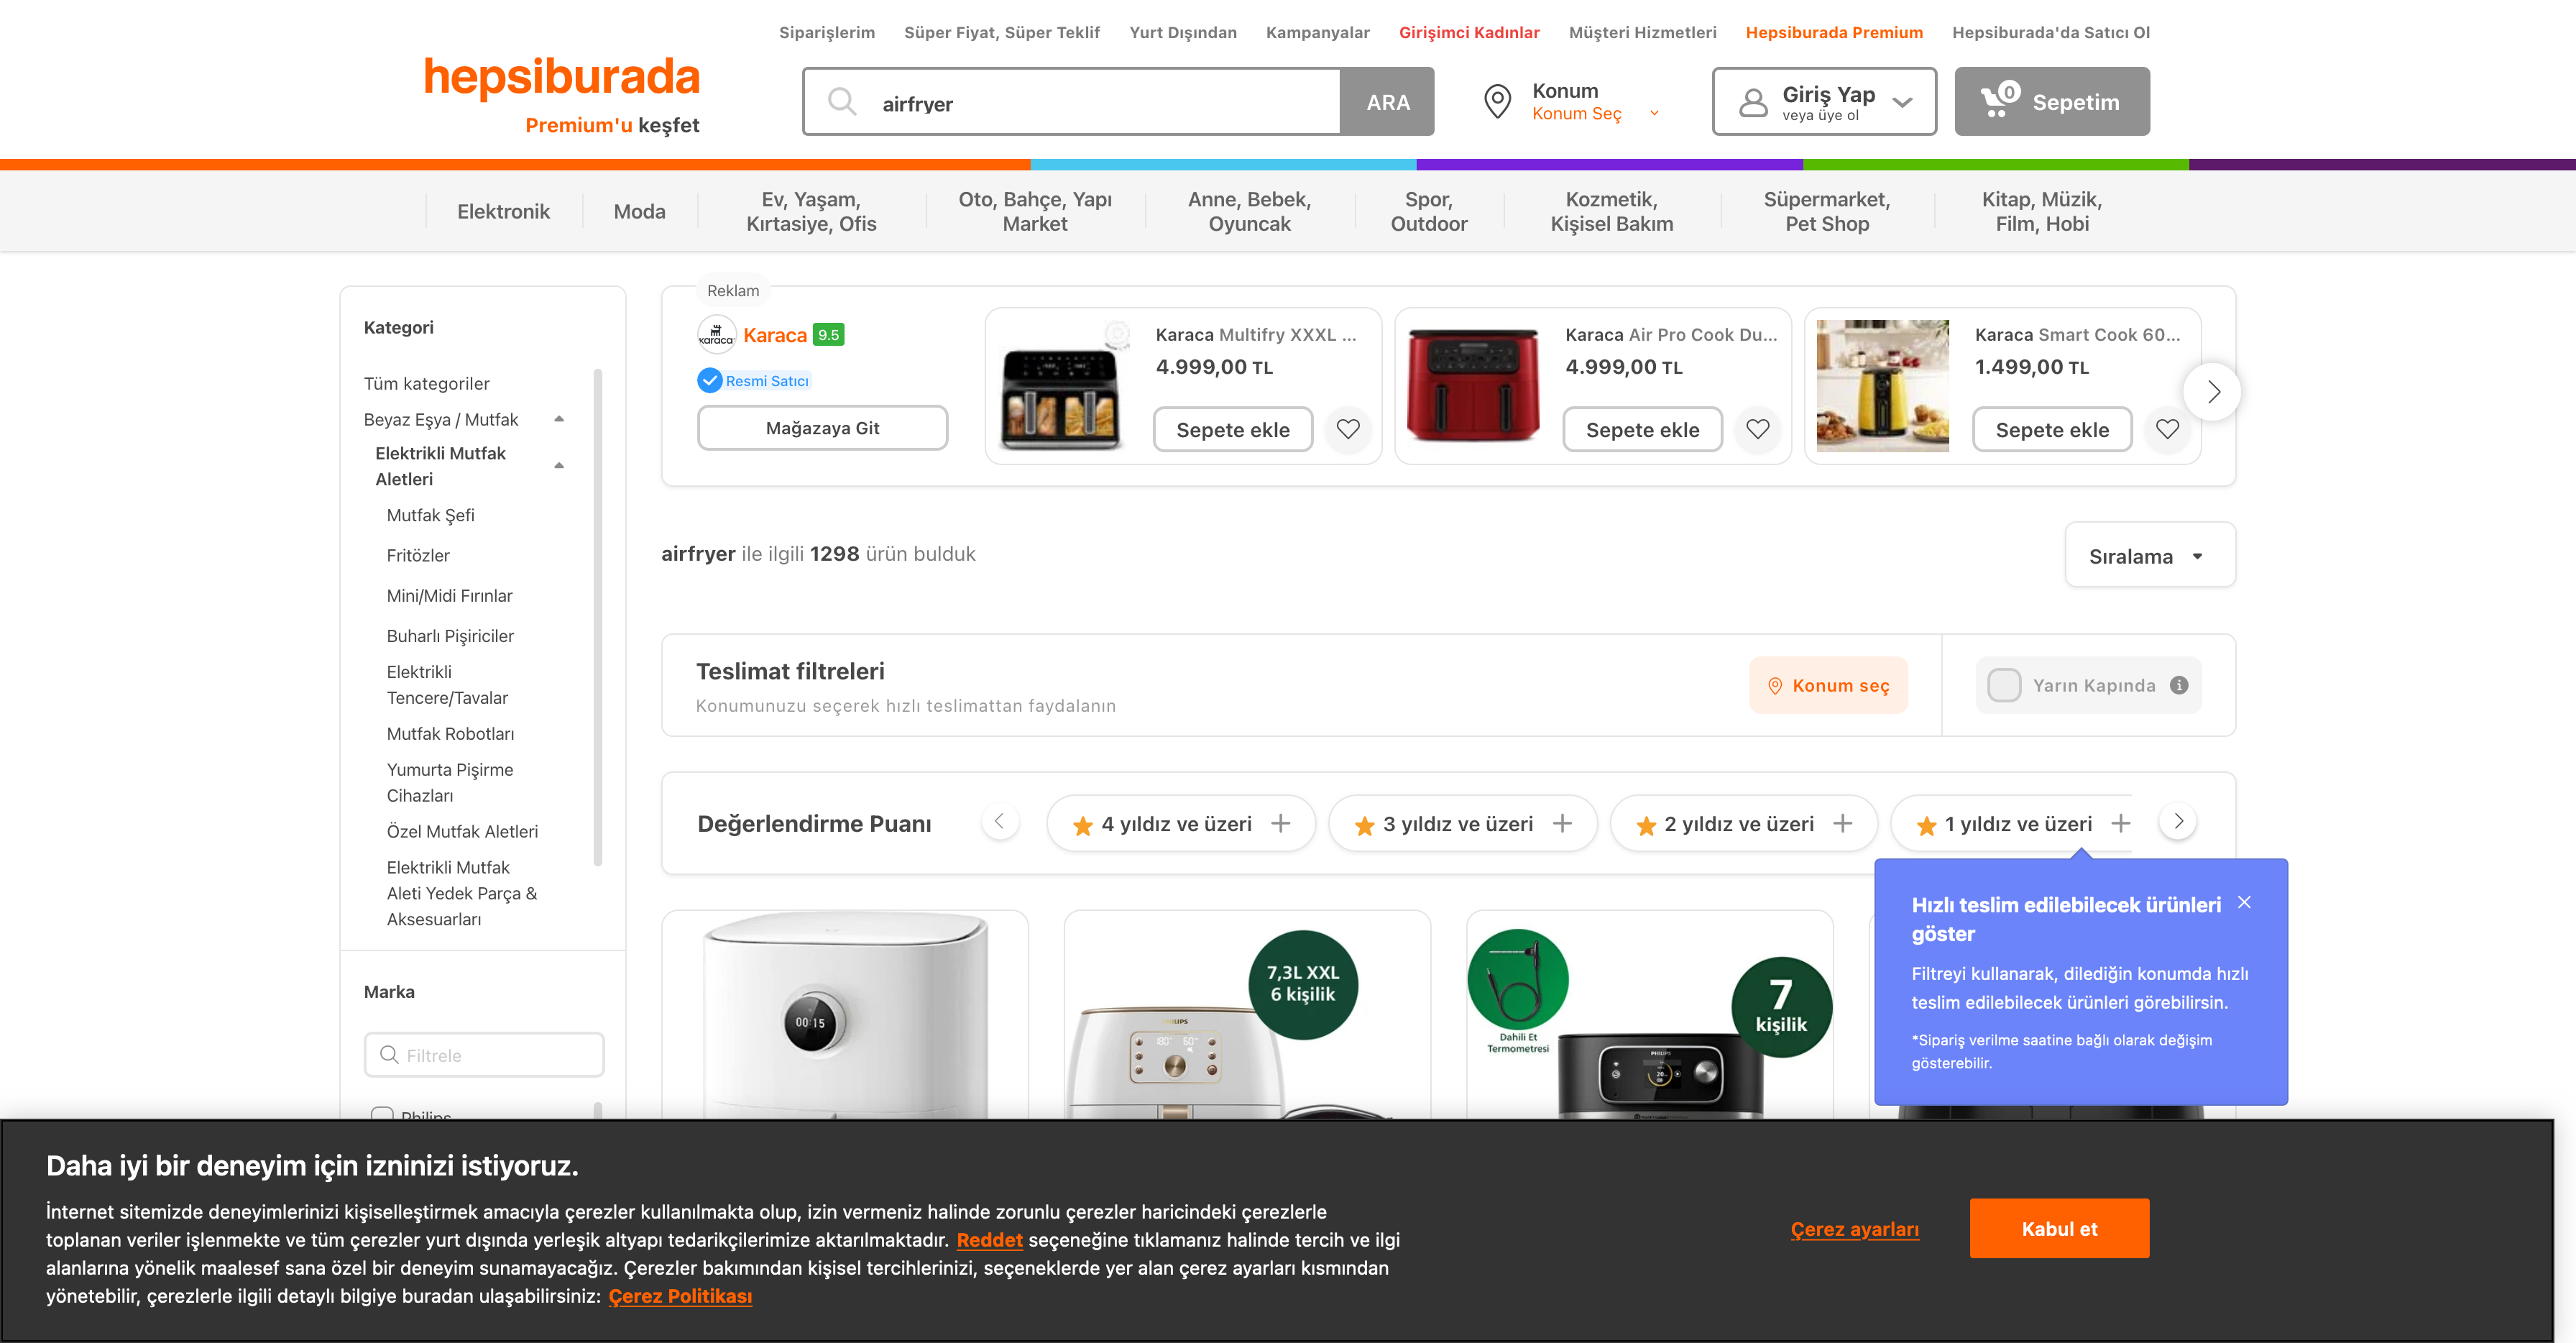 Siparişlerim Süper Fiyat, Süper Teklif Yurt Dışından Kampanyalar Girişimci Kadınlar Müşteri Hizmetleri Hepsiburada Premium Hepsiburada'da Satıcı Ol
hepsiburada
Premium'u keşfet
airfryer
ARA
Konum
Konum Seç
Giriş Yap
veya üye ol
0
Sepetim
Elektronik
Moda
Ev, Yaşam,
Kırtasiye, Ofis
Oto, Bahçe, Yapı
Market
Anne, Bebek,
Oyuncak
Spor,
Outdoor
Kozmetik,
Kişisel Bakım
Süpermarket,
Pet Shop
Kitap, Müzik,
Film, Hobi
Kategori
Tüm kategoriler
Beyaz Eşya / Mutfak
Elektrikli Mutfak
Aletleri
Mutfak Şefi
Fritözler
Mini/Midi Fırınlar
Buharlı Pişiriciler
Elektrikli
Tencere/Tavalar
Mutfak Robotları
Yumurta Pişirme
Cihazları
Özel Mutfak Aletleri
Elektrikli Mutfak
Aleti Yedek Parça &
Aksesuarları
Marka
Filtrele
Philips
Reklam
karaca
Karaca 9.5
Resmi Satıcı
Mağazaya Git
Karaca Multifry XXXL ...
4.999,00 TL
Sepete ekle
Karaca Air Pro Cook Du...
4.999,00 TL
Sepete ekle
Karaca Smart Cook 60...
1.499,00 TL
Sepete ekle
airfryer ile ilgili 1298 ürün bulduk
Sıralama
Teslimat filtreleri
Konumunuzu seçerek hızlı teslimattan faydalanın
Konum seç
Yarın Kapında
Değerlendirme Puanı
4 yıldız ve üzeri
3 yıldız ve üzeri
2 yıldız ve üzeri
1 yıldız ve üzeri
00:15
7,3L XXL
6 kişilik
PHILIPS
180° 60
Dahili Et
Termometresi
7
kişilik
PHILIPS
20
Hızlı teslim edilebilecek ürünleri
göster
Filtreyi kullanarak, dilediğin konumda hızlı
teslim edilebilecek ürünleri görebilirsin.
*Sipariş verilme saatine bağlı olarak değişim
gösterebilir.
Daha iyi bir deneyim için izninizi istiyoruz.
İnternet sitemizde deneyimlerinizi kişiselleştirmek amacıyla çerezler kullanılmakta olup, izin vermeniz halinde zorunlu çerezler haricindeki çerezlerle
toplanan veriler işlenmekte ve tüm çerezler yurt dışında yerleşik altyapı tedarikçilerimize aktarılmaktadır. Reddet seçeneğine tıklamanız halinde tercih ve ilgi
alanlarına yönelik maalesef sana özel bir deneyim sunamayacağız. Çerezler bakımından kişisel tercihlerinizi, seçeneklerde yer alan çerez ayarları kısmından
yönetebilir, çerezlerle ilgili detaylı bilgiye buradan ulaşabilirsiniz: Çerez Politikası
Çerez ayarları
Kabul et